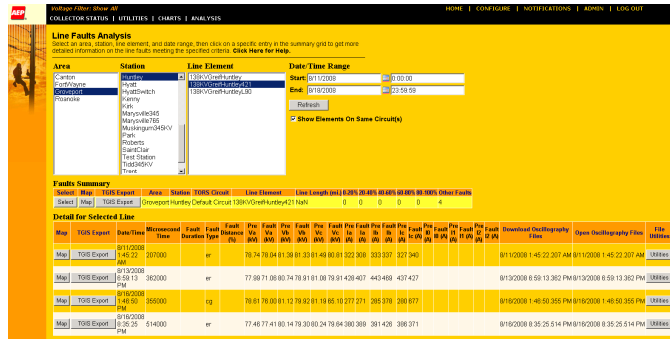 AEP
Voltage Filter: Show All
HOME | CONFIGURE | NOTIFICATIONS | ADMIN | LOG OUT
COLLECTOR STATUS | UTILITIES | CHARTS | ANALYSIS
Line Faults Analysis
Select an area, station, line element, and date range, then click on a specific entry in the summary grid to get more
detailed information on the line faults meeting the specified criteria. Click Here for Help.
Area Station Line Element Date/Time Range
Canton
FortWayne
Groveport
Roanoke
Huntley
Hyatt
HyattSwitch
Kenny
Kirk
Marysville345
Marysville765
Muskingum345KV
Park
Roberts
SaintClair
Test Station
Tidd345KV
Trent
138KVGreifHuntley
138KVGreifHuntley421
138KVGreifHuntleyL90
Start: 8/11/2008 0:00:00
End: 8/18/2008 23:59:59
Refresh
Show Elements On Same Circuit(s)
Faults Summary
Select Map TGIS Export Area Station TORS Circuit Line Element Line Length (mi.) 0-20% 20-40% 40-60% 60-80% 80-100% Other Faults
Select Map TGIS Export Groveport Huntley Default Circuit 138KVGreifHuntley421 NaN 0 0 0 0 0 4
Detail for Selected Line
Map TGIS Export Date/Time Microsecond Time Fault Duration Fault Type Fault Distance (%) Pre Va (kV) Fault Va (kV) Pre Vb (kV) Fault Vb (kV) Pre Vc (kV) Fault Vc (kV) Pre Ia (A) Fault Ia (A) Pre Ib (A) Fault Ib (A) Pre Ic (A) Fault Ic (A) Pre I0 (A) Fault I0 (A) Pre I1 (A) Fault I1 (A) Pre I2 (A) Fault I2 (A) Download Oscillography Files Open Oscillography Files File Utilities
Map TGIS Export 8/11/2008 1:45:22 AM 207000 er 78.74 78.04 81.39 81.33 81.49 80.81 322 308 333 337 327 340 8/11/2008 1:45:22.207 AM 8/11/2008 1:45:22.207 AM Utilities
Map TGIS Export 8/13/2008 6:59:13 PM 362000 er 77.99 71.08 80.74 78.91 81.08 79.91 428 407 443 469 437 427 8/13/2008 6:59:13.362 PM 8/13/2008 6:59:13.362 PM Utilities
Map TGIS Export 8/16/2008 1:46:50 PM 355000 cg 78.61 76.00 81.12 79.92 81.19 65.10 277 271 285 378 280 677 8/16/2008 1:46:50.355 PM 8/16/2008 1:46:50.355 PM Utilities
Map TGIS Export 8/16/2008 8:35:25 PM 514000 er 77.46 77.41 80.14 79.30 80.24 79.64 380 389 391 426 386 371 8/16/2008 8:35:25.514 PM 8/16/2008 8:35:25.514 PM Utilities